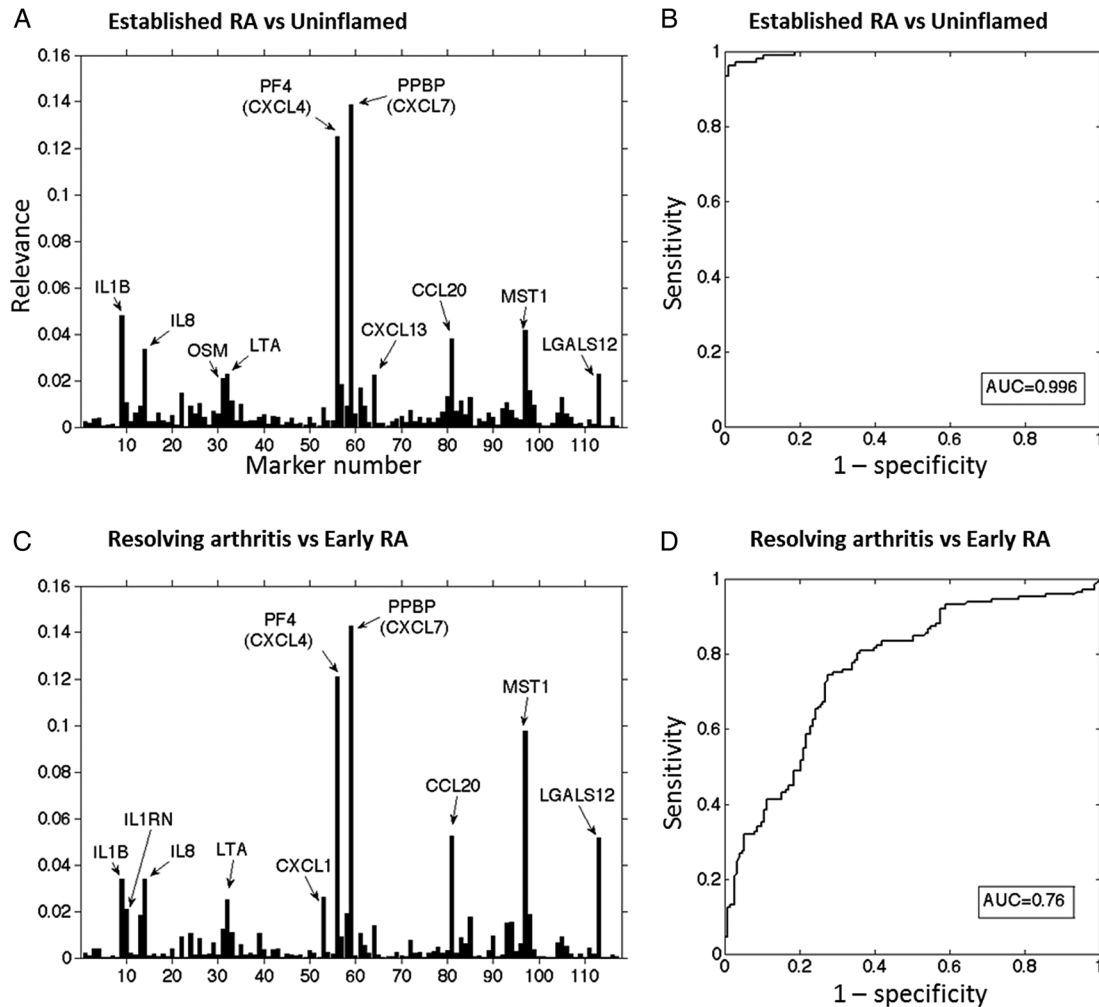 A
Established RA vs Uninflamed
0.16
0.14
0.12
0.1
0.08
0.06
0.04
0.02
0
Relevance
PF4
(CXCL4)
PPBP
(CXCL7)
IL1B
IL8
OSM
LTA
CXCL13
CCL20
MST1
LGALS12
10 20 30 40 50 60 70 80 90 100 110
Marker number
B
Established RA vs Uninflamed
1
0.8
0.6
0.4
0.2
0
Sensitivity
AUC=0.996
0 0.2 0.4 0.6 0.8 1
1 – specificity
C
Resolving arthritis vs Early RA
0.16
0.14
0.12
0.1
0.08
0.06
0.04
0.02
0
PF4
(CXCL4)
PPBP
(CXCL7)
MST1
CCL20
LGALS12
IL1RN
IL1B
IL8
LTA
CXCL1
10 20 30 40 50 60 70 80 90 100 110
D
Resolving arthritis vs Early RA
1
0.8
0.6
0.4
0.2
0
Sensitivity
AUC=0.76
0 0.2 0.4 0.6 0.8 1
1 – specificity